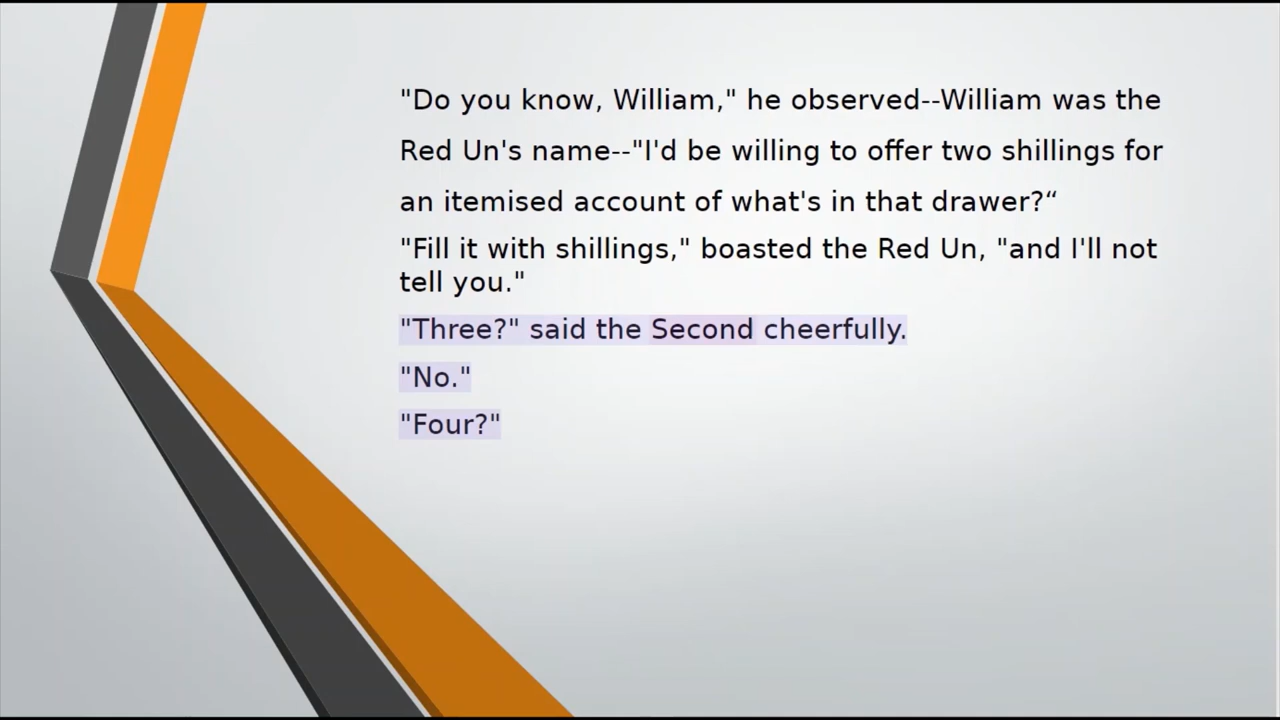 "Do you know, William," he observed--William was the
Red Un's name--"I'd be willing to offer two shillings for
an itemised account of what's in that drawer?“
"Fill it with shillings," boasted the Red Un, "and I'll not
tell you."
"Three?" said the Second cheerfully.
"No."
"Four?"